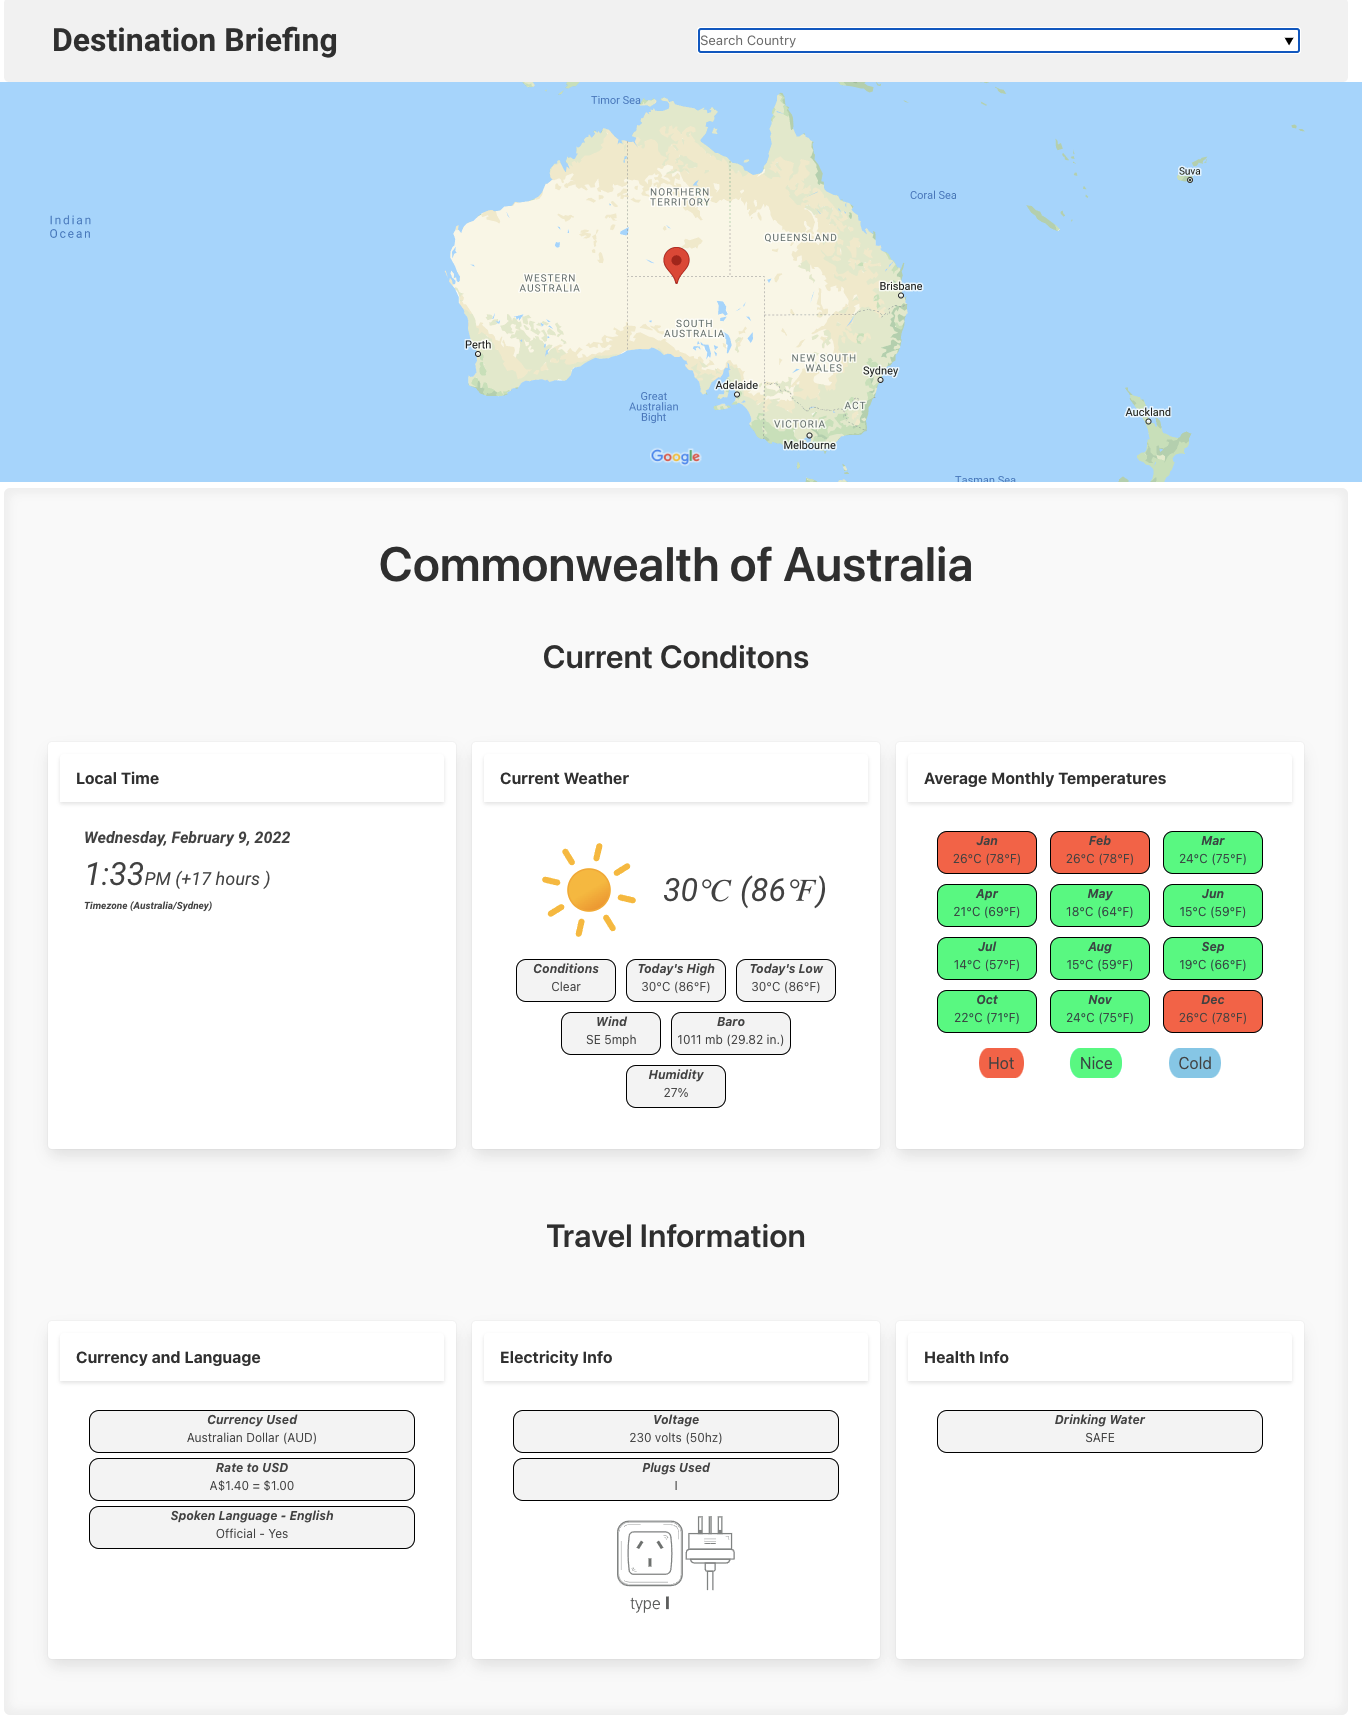 Destination Briefing
Search Country
Timor Sea
Indian
Ocean
NORTHERN
TERRITORY
Coral Sea
Suva
QUEENSLAND
WESTERN
AUSTRALIA
Brisbane
SOUTH
AUSTRALIA
Perth
NEW SOUTH
WALES
Sydney
Adelaide
Great
Australian
Bight
ACT
Auckland
VICTORIA
Melbourne
Google
Tasman Sea
Commonwealth of Australia
Current Conditons
Local Time
Wednesday, February 9, 2022
1:33PM (+17 hours )
Timezone (Australia/Sydney)
Current Weather
30°C (86°F)
Conditions
Clear
Today's High
30°C (86°F)
Today's Low
30°C (86°F)
Wind
SE 5mph
Baro
1011 mb (29.82 in.)
Humidity
27%
Average Monthly Temperatures
Jan
26°C (78°F)
Feb
26°C (78°F)
Mar
24°C (75°F)
Apr
21°C (69°F)
May
18°C (64°F)
Jun
15°C (59°F)
Jul
14°C (57°F)
Aug
15°C (59°F)
Sep
19°C (66°F)
Oct
22°C (71°F)
Nov
24°C (75°F)
Dec
26°C (78°F)
Hot
Nice
Cold
Travel Information
Currency and Language
Currency Used
Australian Dollar (AUD)
Rate to USD
A$1.40 = $1.00
Spoken Language - English
Official - Yes
Electricity Info
Voltage
230 volts (50hz)
Plugs Used
I
type I
Health Info
Drinking Water
SAFE